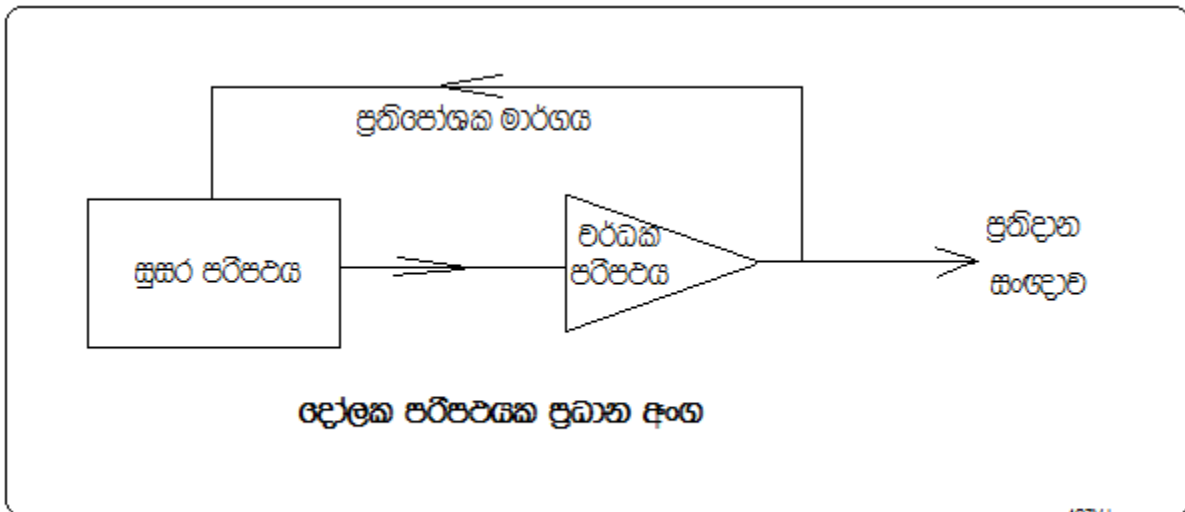 ප්‍රතිපෝශක මාර්ගය
සුසර පරිපථය
වර්ධක
පරිපථය
ප්‍රතිදාන
සංඥාව
දෝලක පරිපථයක ප්‍රධාන අංග